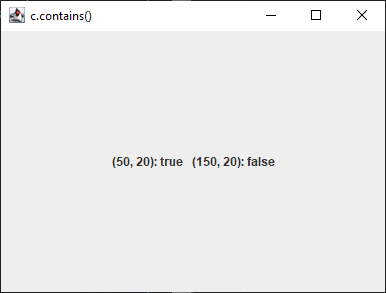 c.contains()
(50, 20): true (150, 20): false